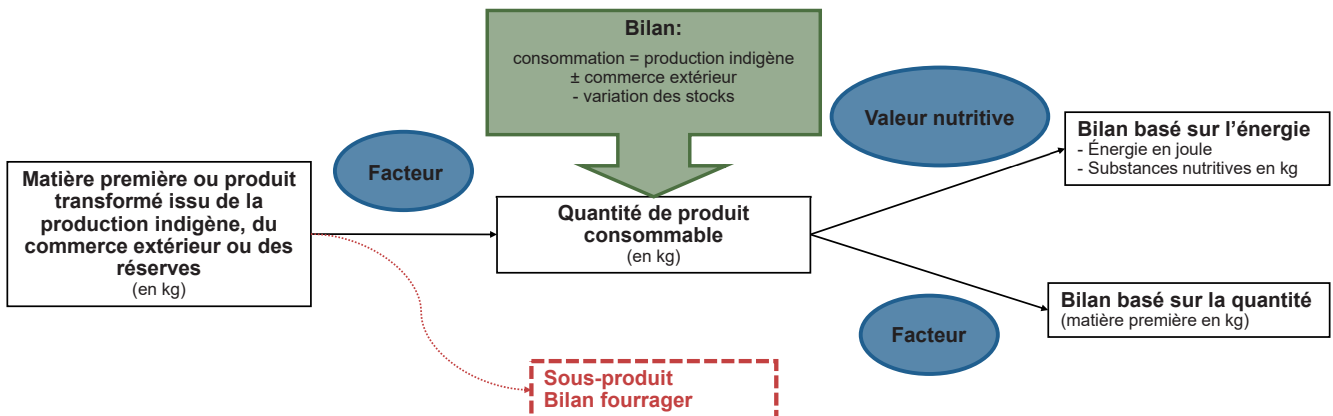 Bilan:
consommation = production indigène
± commerce extérieur
- variation des stocks
Valeur nutritive
Facteur
Matière première ou produit
transformé issu de la
production indigène, du
commerce extérieur ou des
réserves
(en kg)
Quantité de produit
consommable
(en kg)
Bilan basé sur l’énergie
- Énergie en joule
- Substances nutritives en kg
Bilan basé sur la quantité
(matière première en kg)
Facteur
Sous-produit
Bilan fourrager